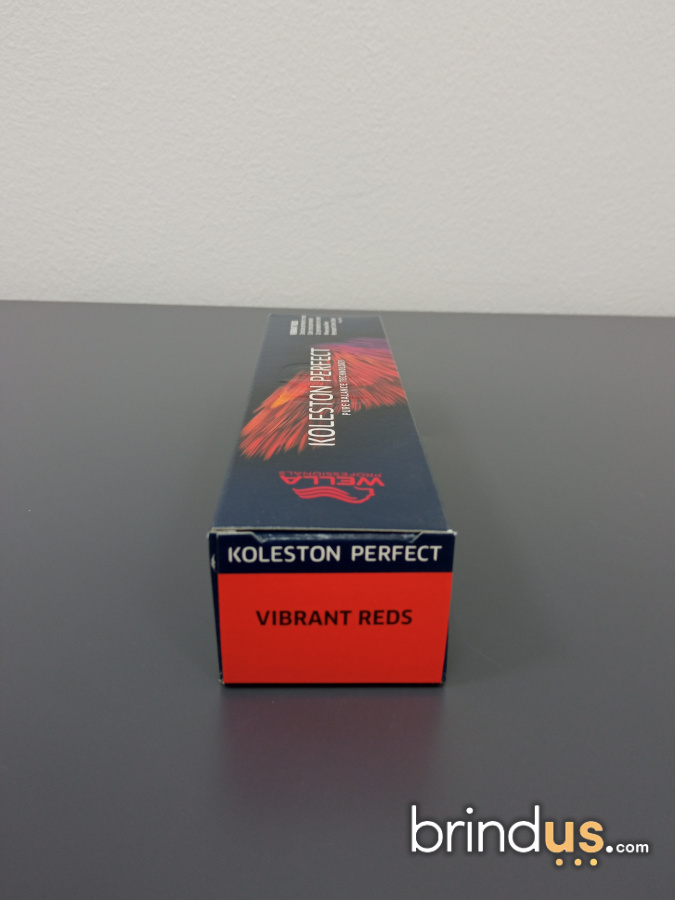 KOLESTON PERFECT
PURE BALANCE TECHNOLOGY
WELLA
PROFESSIONALS
KOLESTON PERFECT
VIBRANT REDS
brindus.com